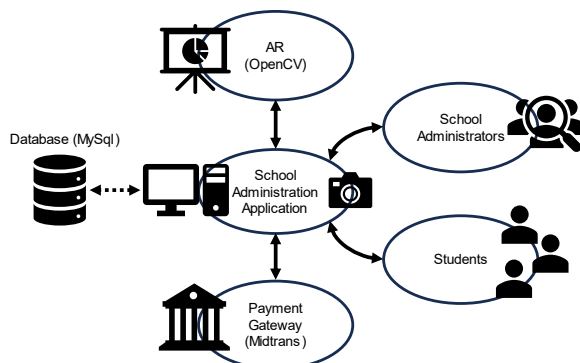 AR
(OpenCV)
School
Administrators
Database (MySql)
School
Administration
Application
Students
Payment
Gateway
(Midtrans)